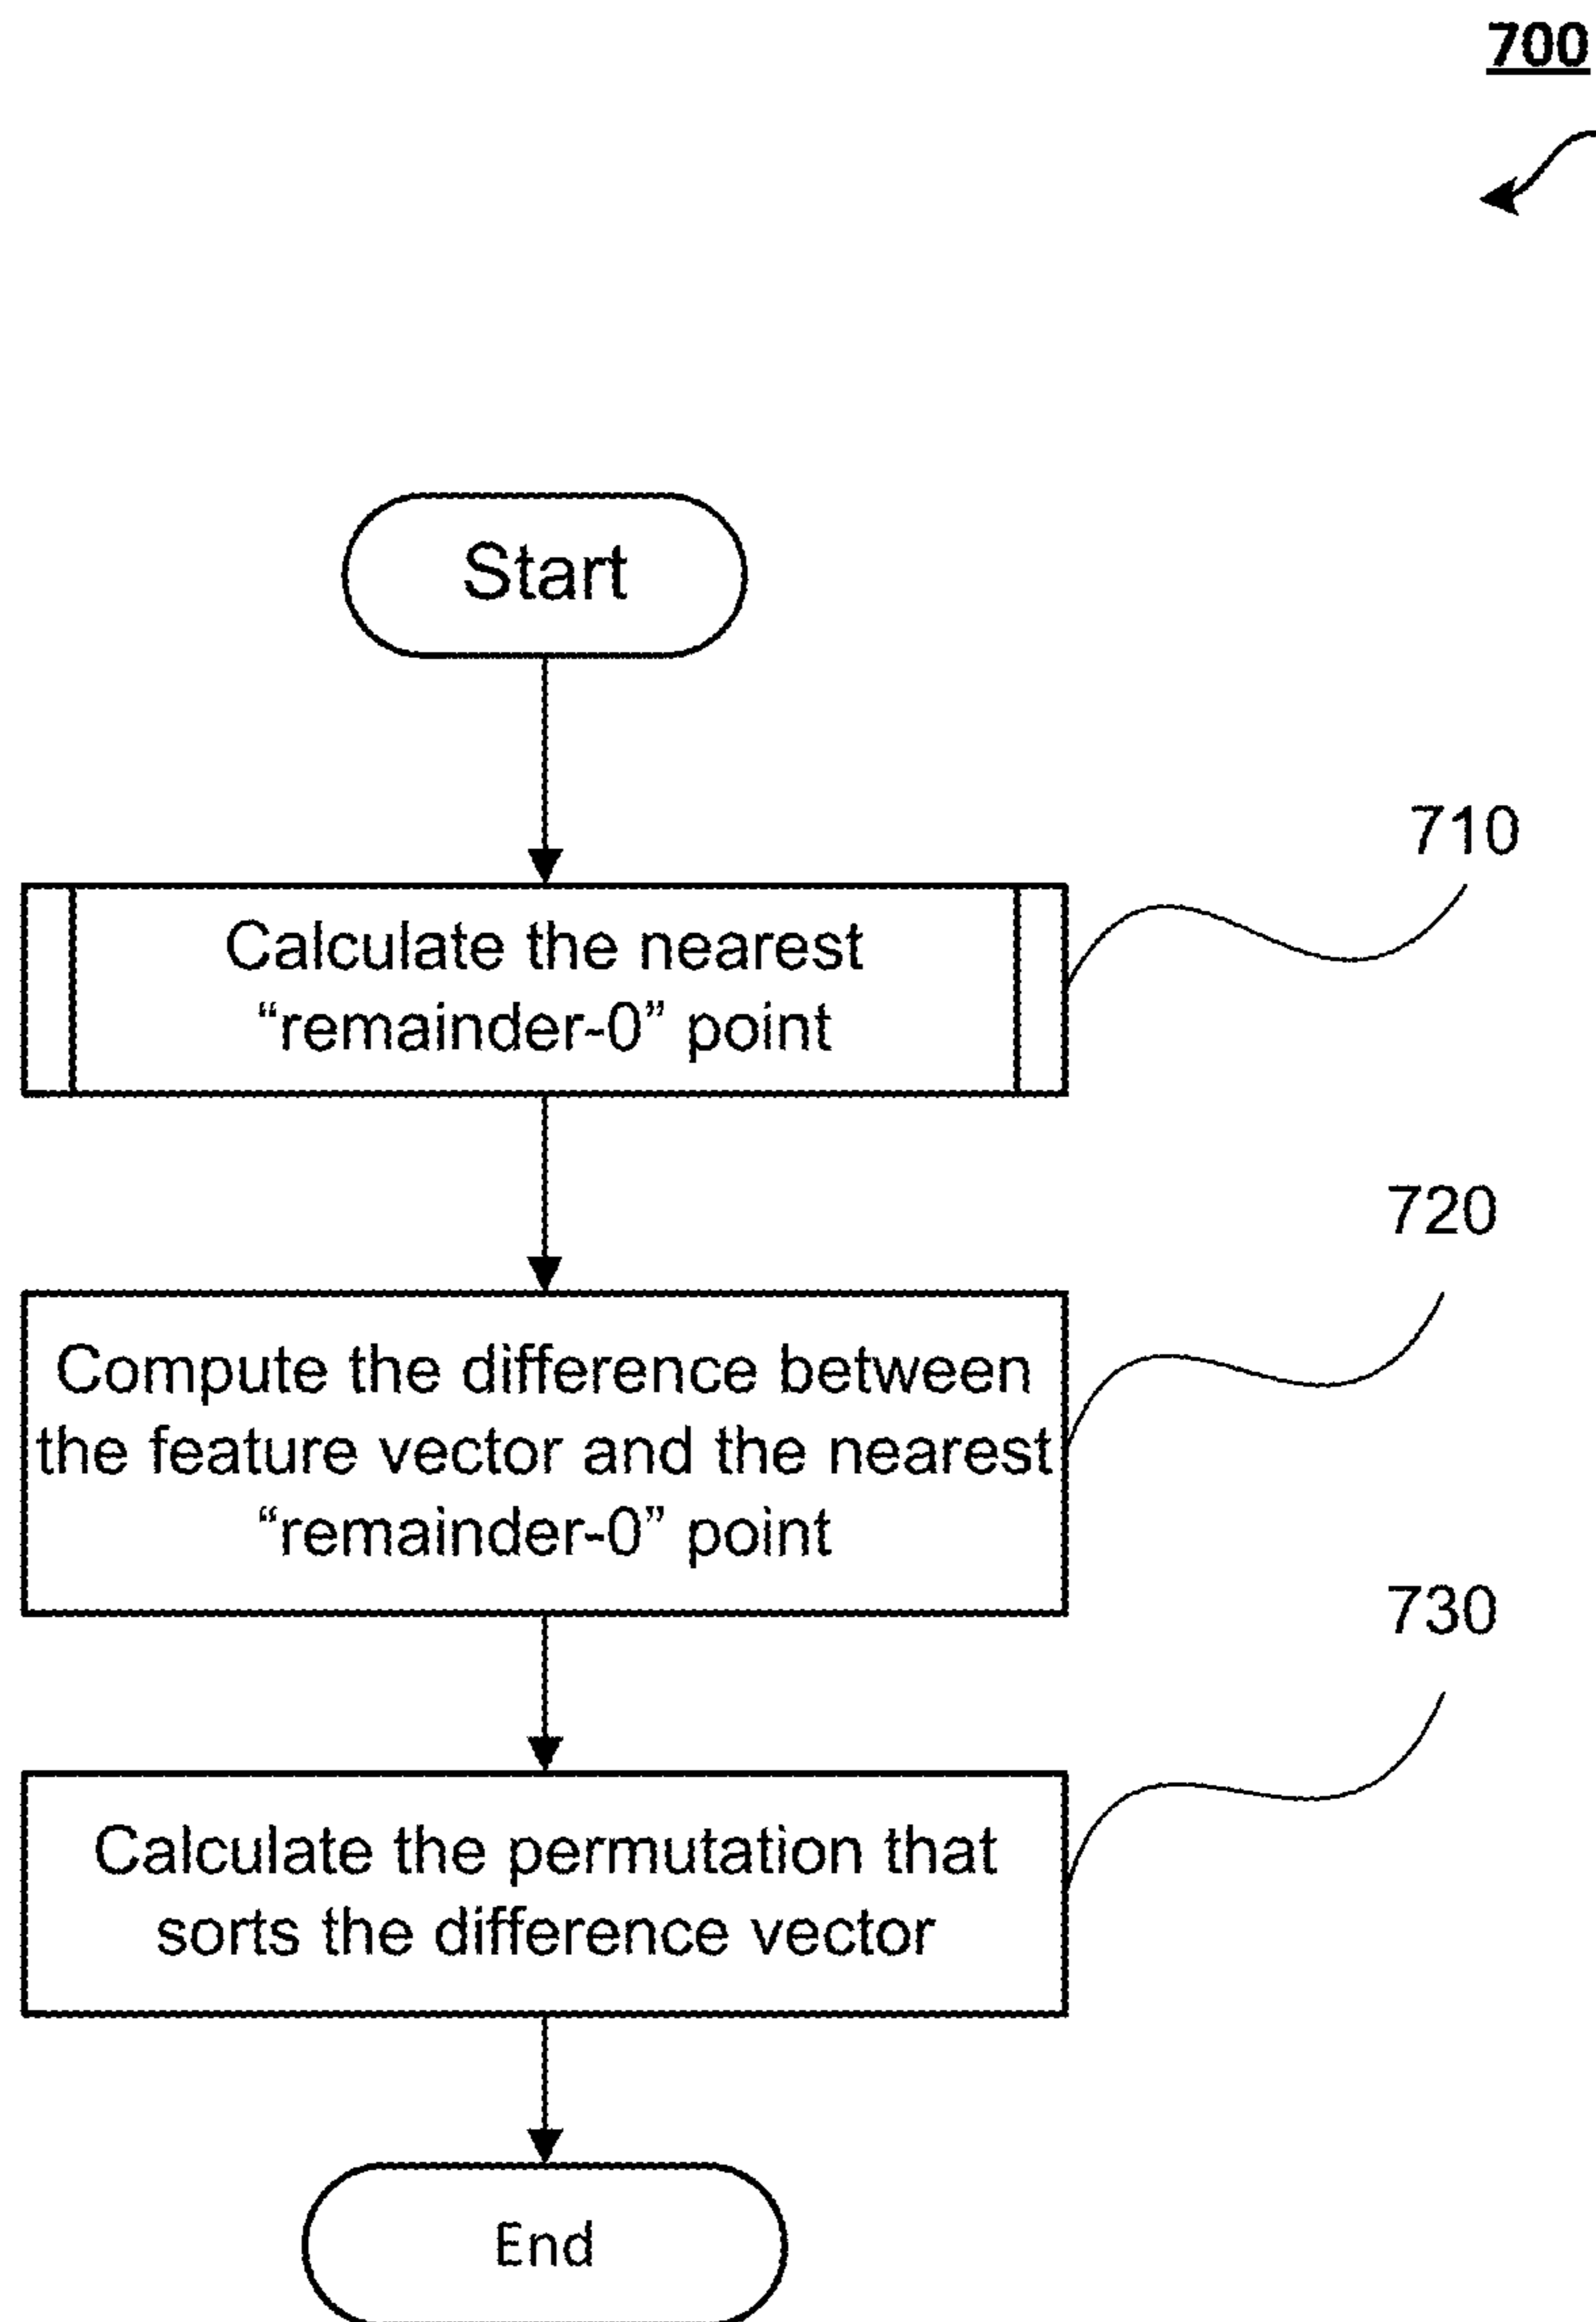 700
Start
710
Calculate the nearest
“remainder-0” point
720
Compute the difference between
the feature vector and the nearest
“remainder-0” point
730
Calculate the permutation that
sorts the difference vector
End